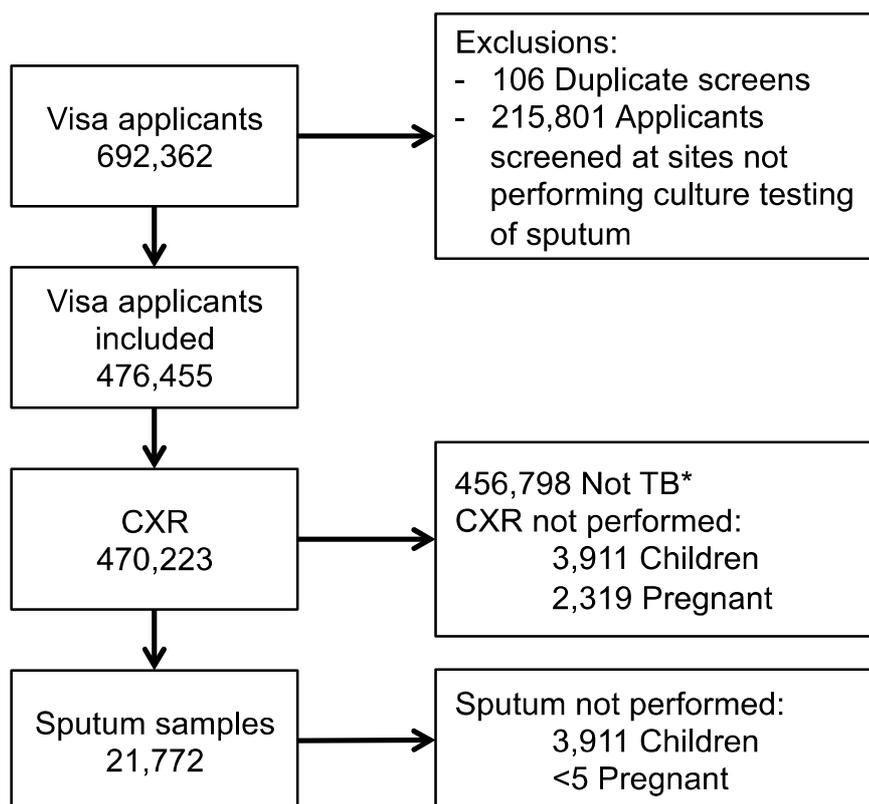 Visa applicants
692,362
Exclusions:
- 106 Duplicate screens
- 215,801 Applicants
screened at sites not
performing culture testing
of sputum
Visa applicants
included
476,455
CXR
470,223
456,798 Not TB*
CXR not performed:
3,911 Children
2,319 Pregnant
Sputum samples
21,772
Sputum not performed:
3,911 Children
<5 Pregnant